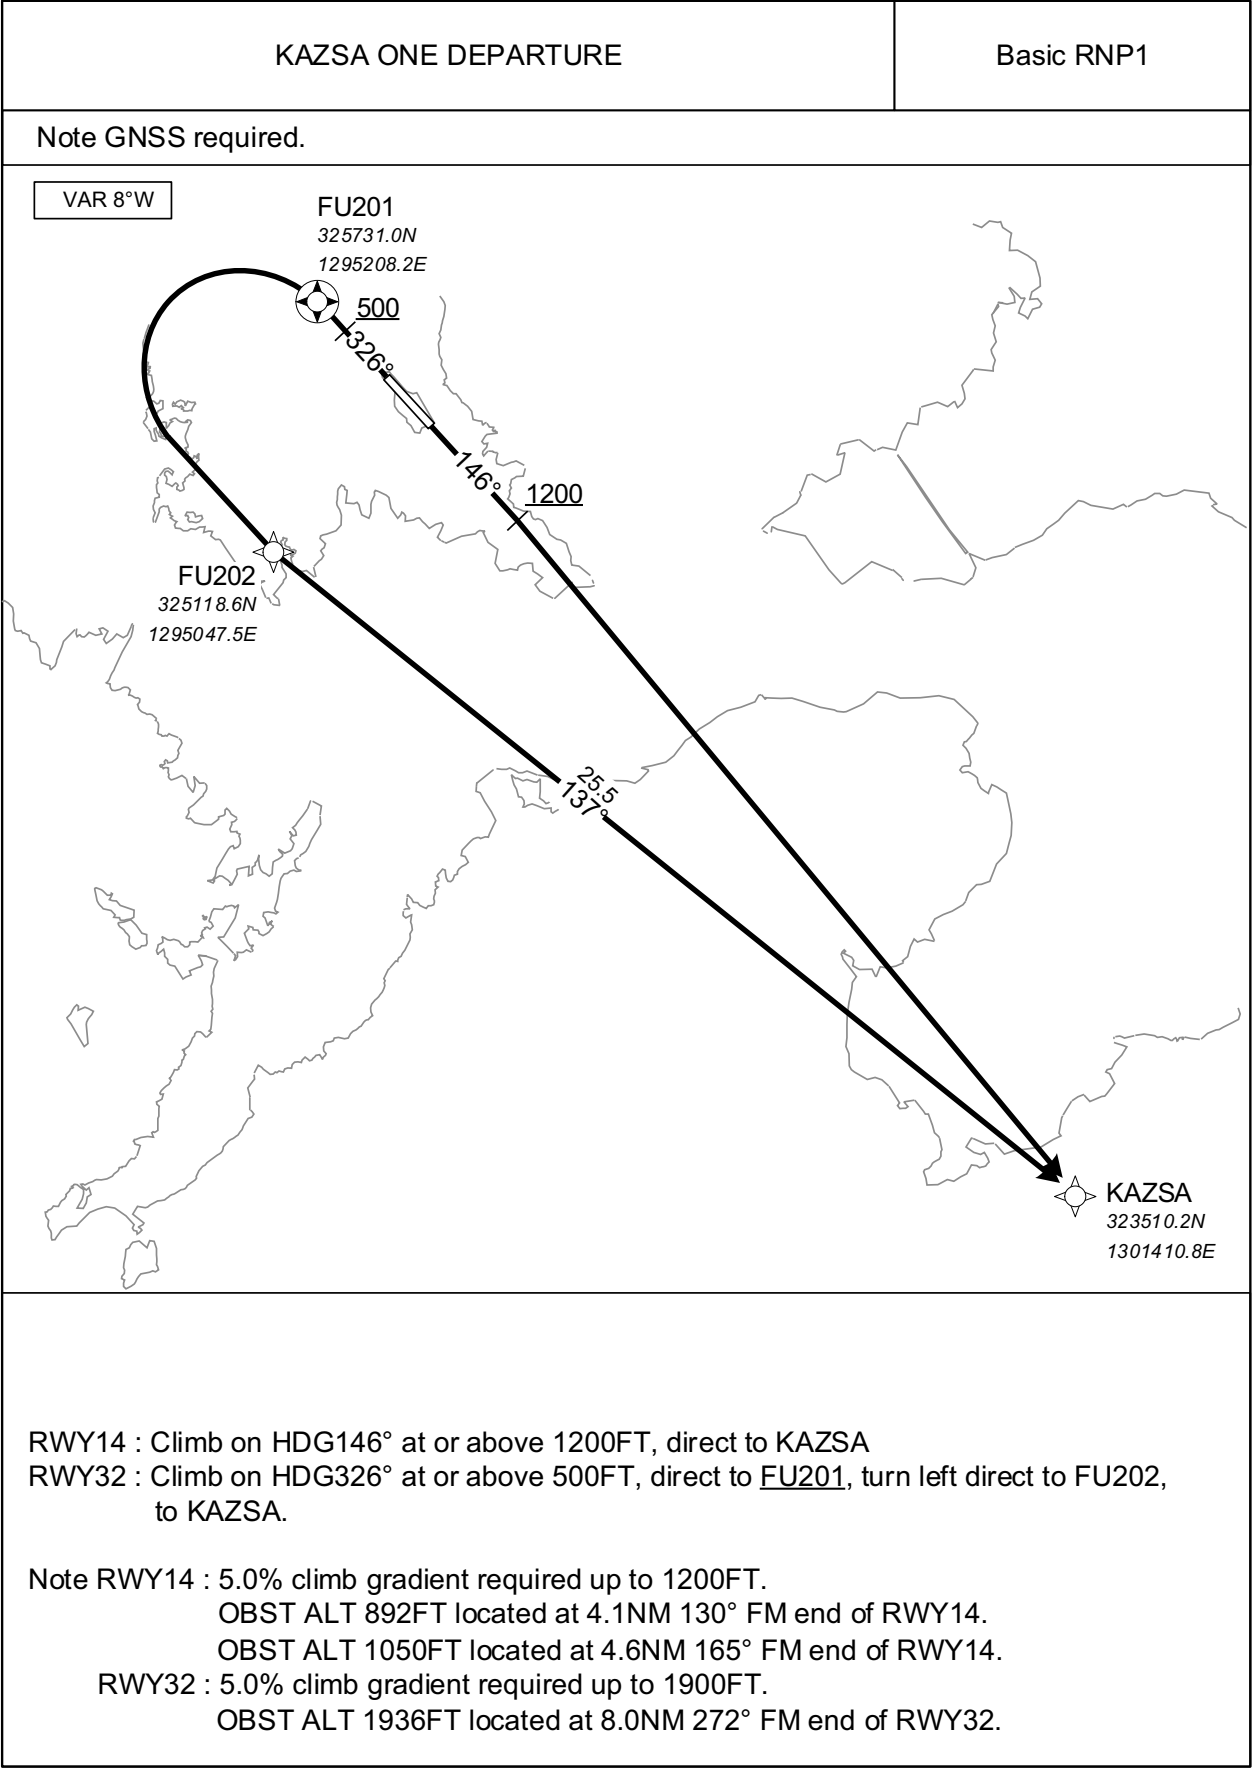 KAZSA ONE DEPARTURE
Basic RNP1
Note GNSS required.
VAR 8°W
FU201
325731.0N
1295208.2E
500
326°
146°
1200
FU202
325118.6N
1295047.5E
25.5
137°
KAZSA
323510.2N
1301410.8E
RWY14 : Climb on HDG146° at or above 1200FT, direct to KAZSA
RWY32 : Climb on HDG326° at or above 500FT, direct to FU201, turn left direct to FU202,
to KAZSA.
Note RWY14 : 5.0% climb gradient required up to 1200FT.
OBST ALT 892FT located at 4.1NM 130° FM end of RWY14.
OBST ALT 1050FT located at 4.6NM 165° FM end of RWY14.
RWY32 : 5.0% climb gradient required up to 1900FT.
OBST ALT 1936FT located at 8.0NM 272° FM end of RWY32.